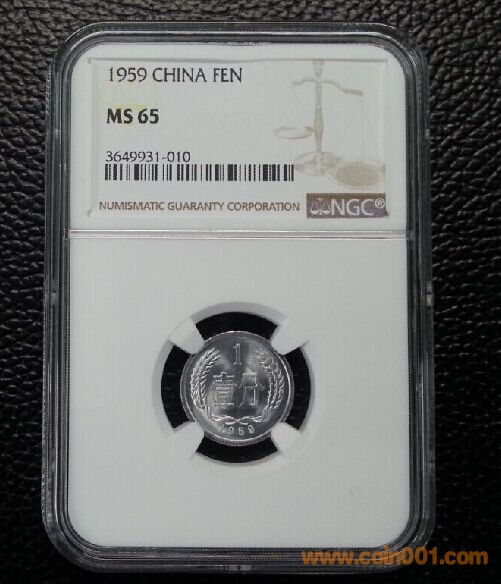 1959 CHINA FEN
MS 65
3649931-010
NUMISMATIC GUARANTY CORPORATION NGC®
1
壹分
1959
www.coin001.com